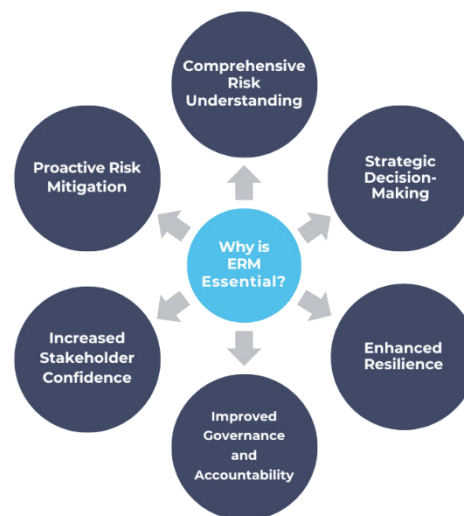 Comprehensive
Risk
Understanding
Strategic
Decision-
Making
Enhanced
Resilience
Improved
Governance
and
Accountability
Increased
Stakeholder
Confidence
Proactive Risk
Mitigation
Why is
ERM
Essential?